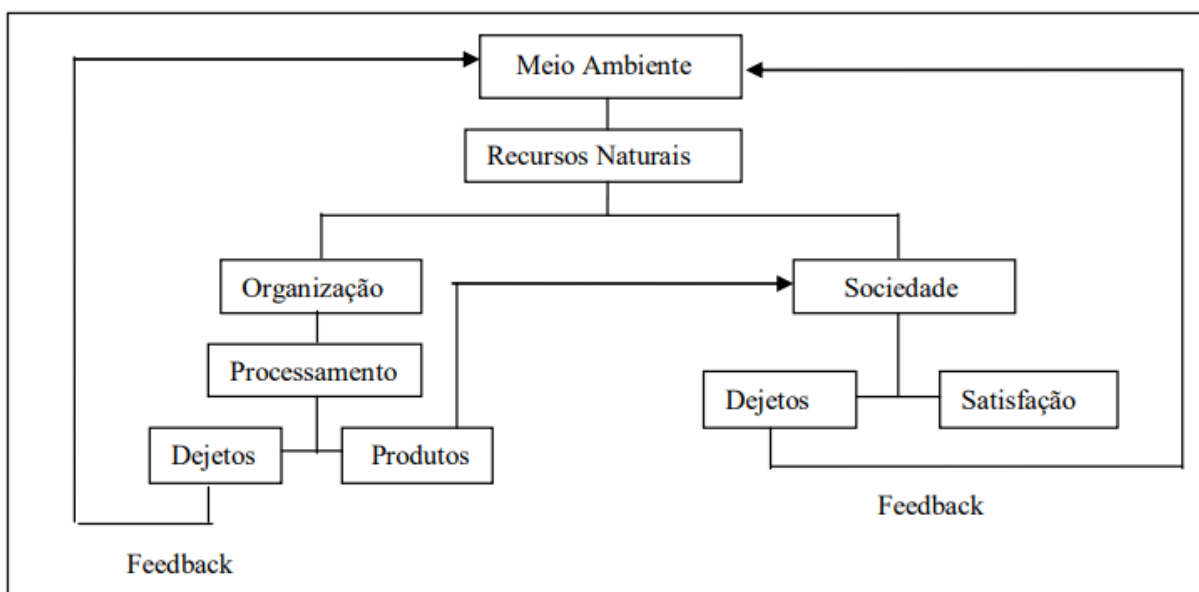 Meio Ambiente
Recursos Naturais
Organização
Sociedade
Processamento
Dejetos
Satisfação
Dejetos
Produtos
Feedback
Feedback